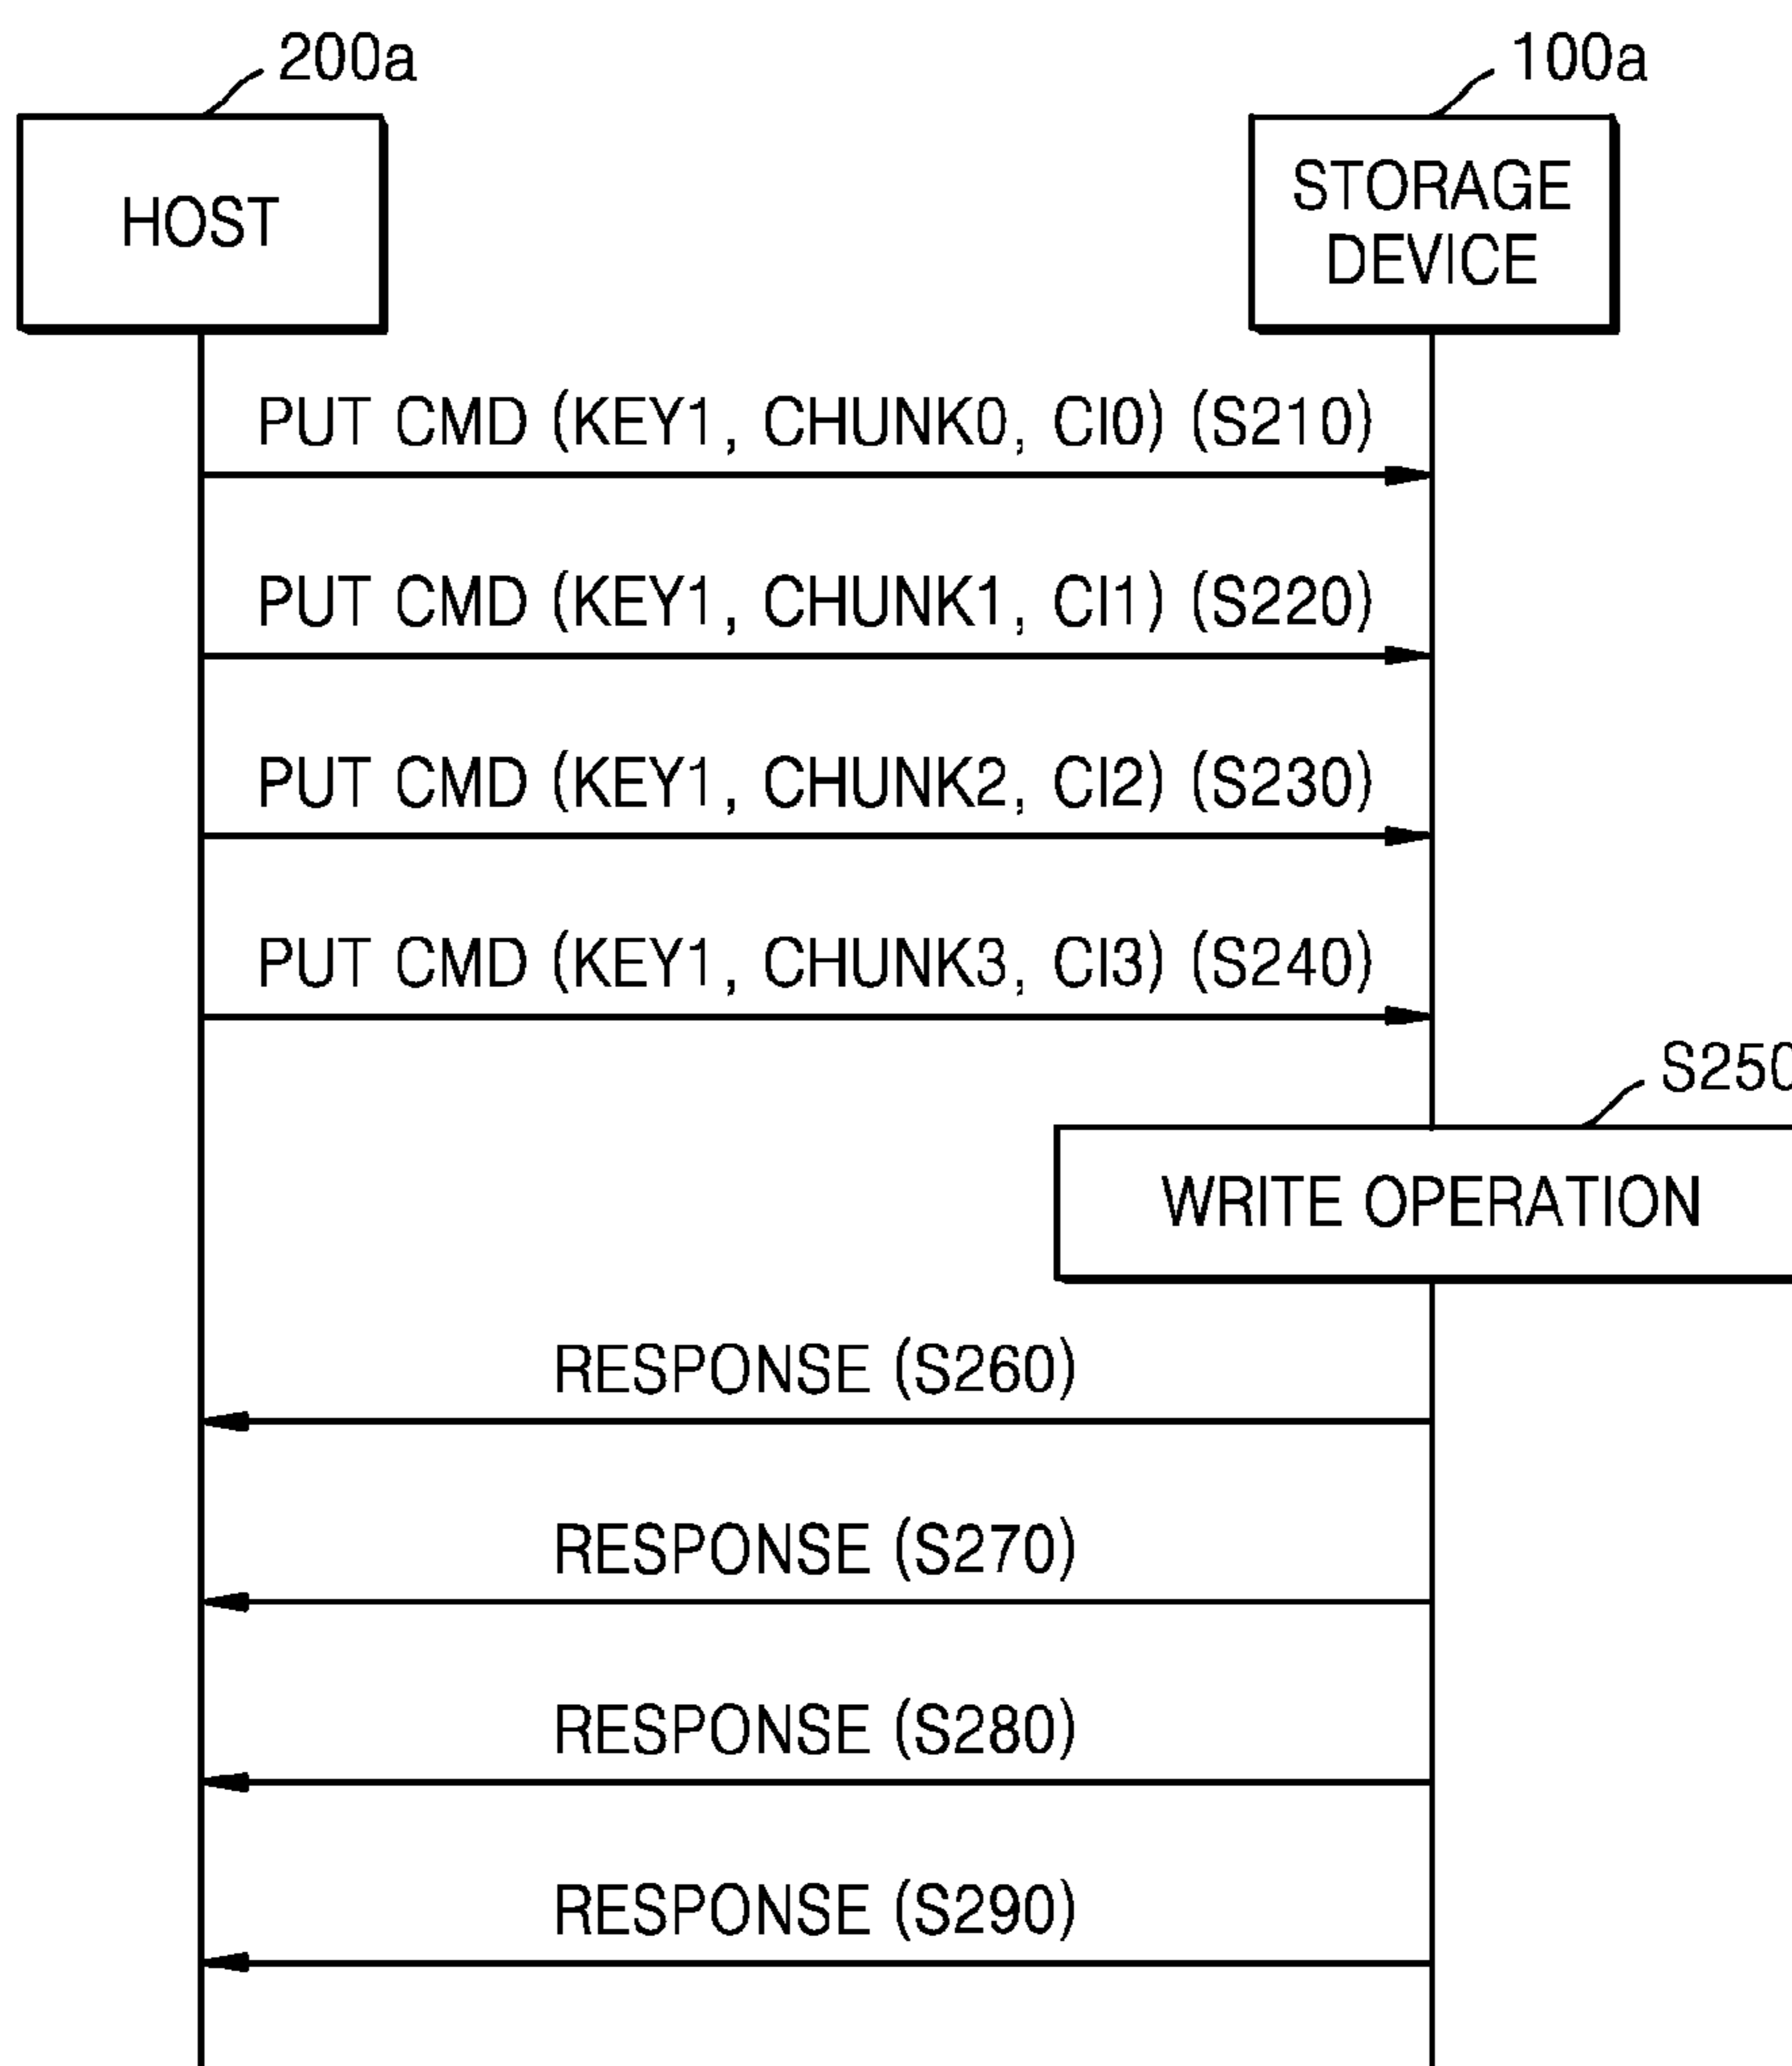 200a
100a
HOST
STORAGE
DEVICE
PUT CMD (KEY1, CHUNK0, CI0) (S210)
PUT CMD (KEY1, CHUNK1, CI1) (S220)
PUT CMD (KEY1, CHUNK2, CI2) (S230)
PUT CMD (KEY1, CHUNK3, CI3) (S240)
S250
WRITE OPERATION
RESPONSE (S260)
RESPONSE (S270)
RESPONSE (S280)
RESPONSE (S290)